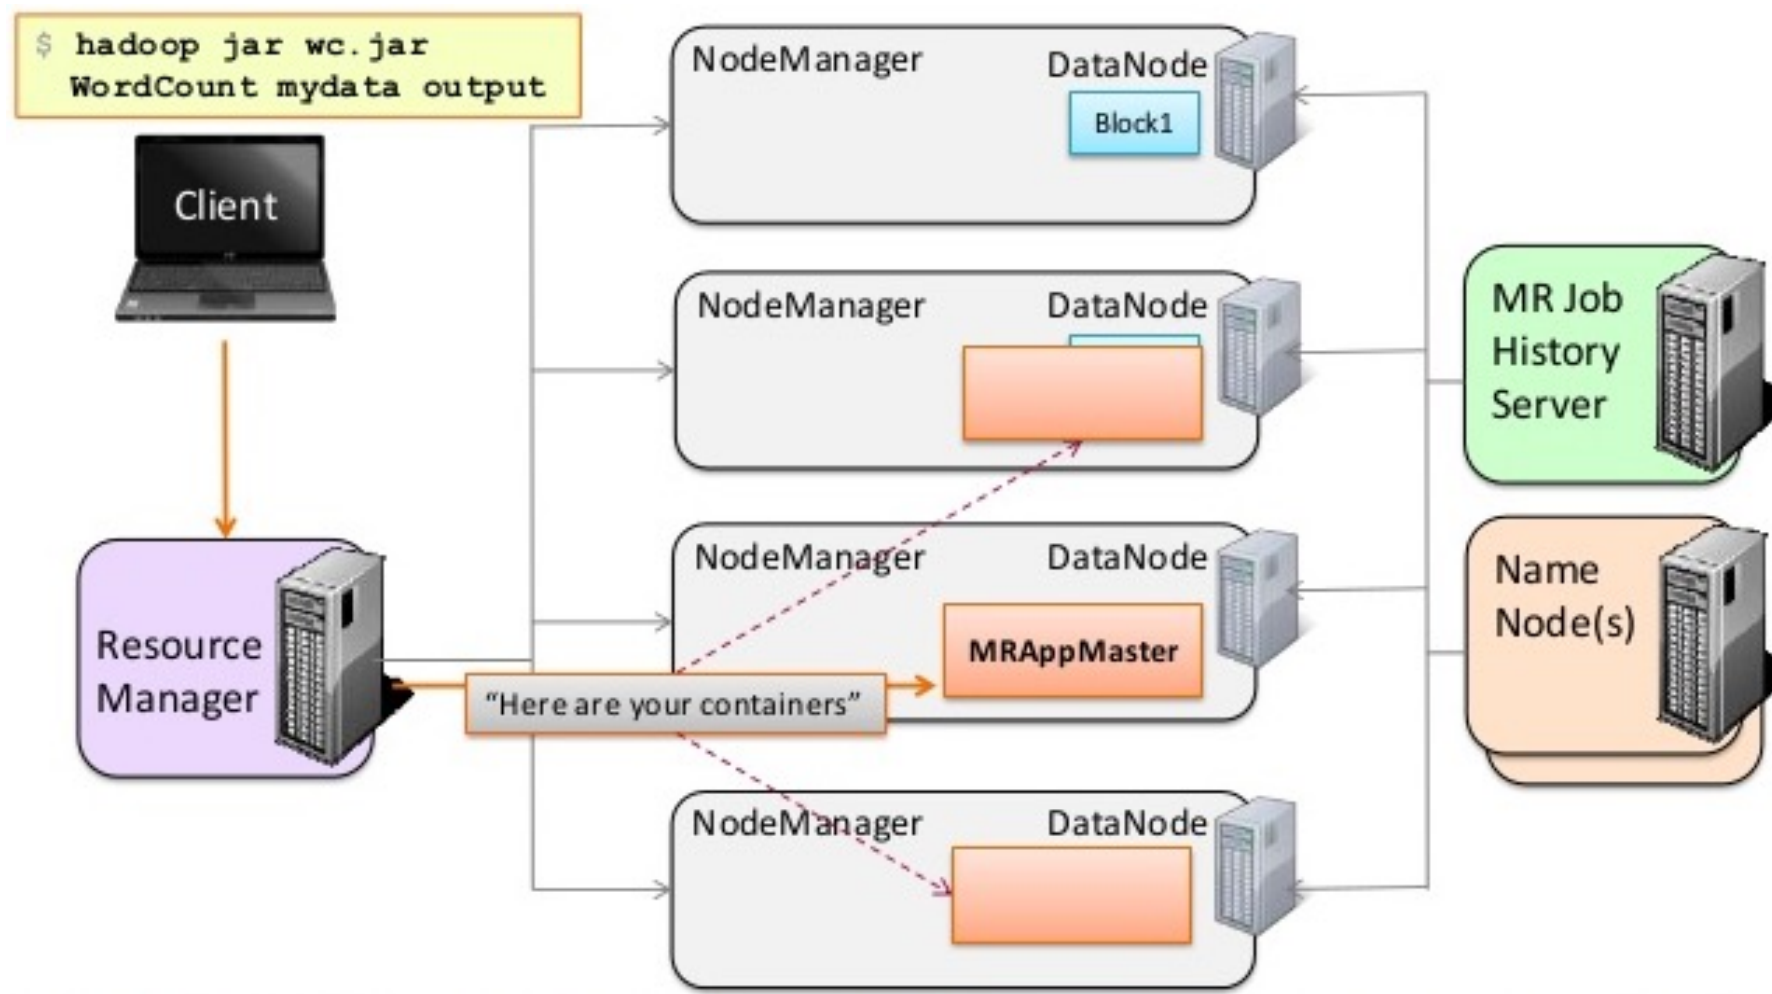 $ hadoop jar wc.jar
WordCount mydata output
Client
Resource
Manager
NodeManager
DataNode
Block1
NodeManager
DataNode
NodeManager
DataNode
MRAppMaster
“Here are your containers”
NodeManager
DataNode
MR Job
History
Server
Name
Node(s)